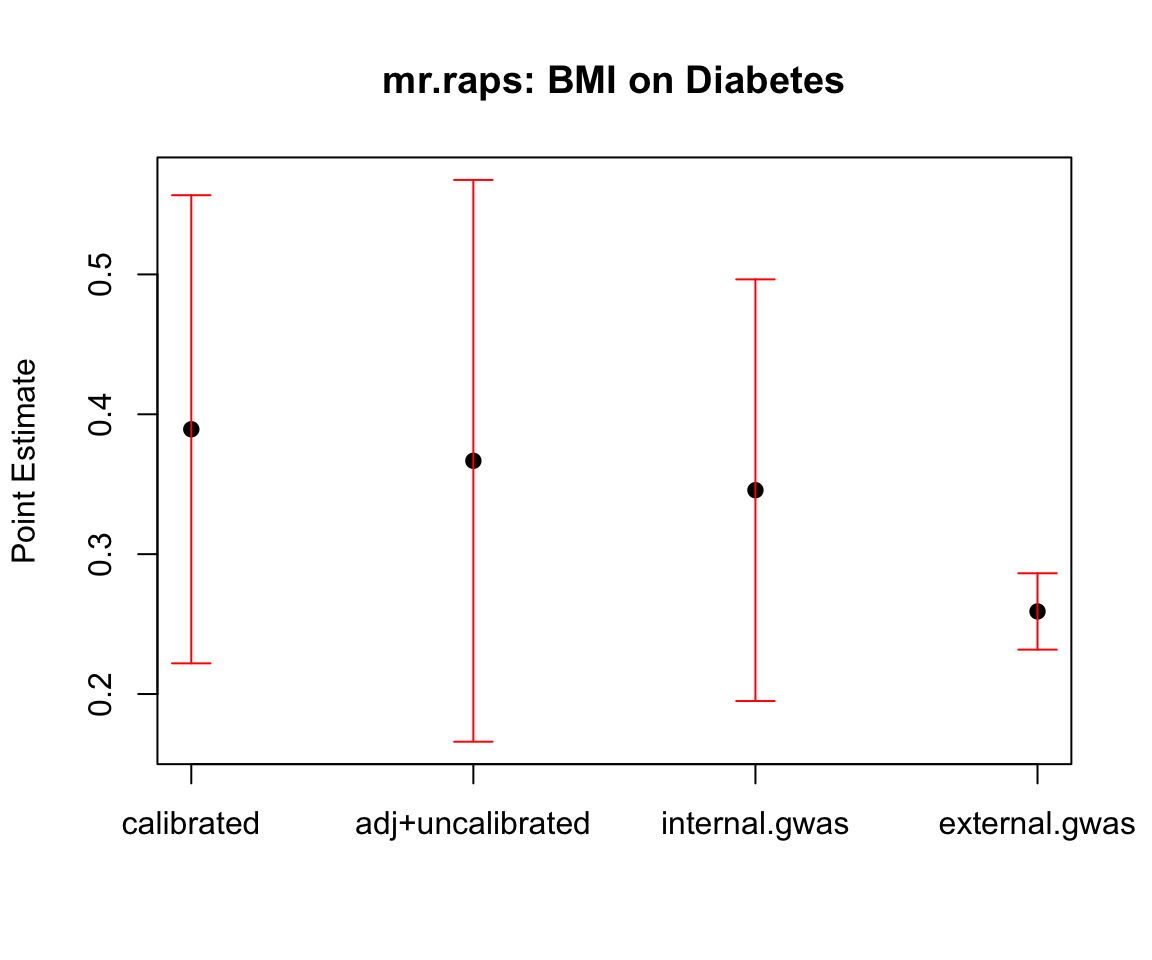 mr.raps: BMI on Diabetes
Point Estimate
0.5
0.4
0.3
0.2
calibrated
adj+uncalibrated
internal.gwas
external.gwas